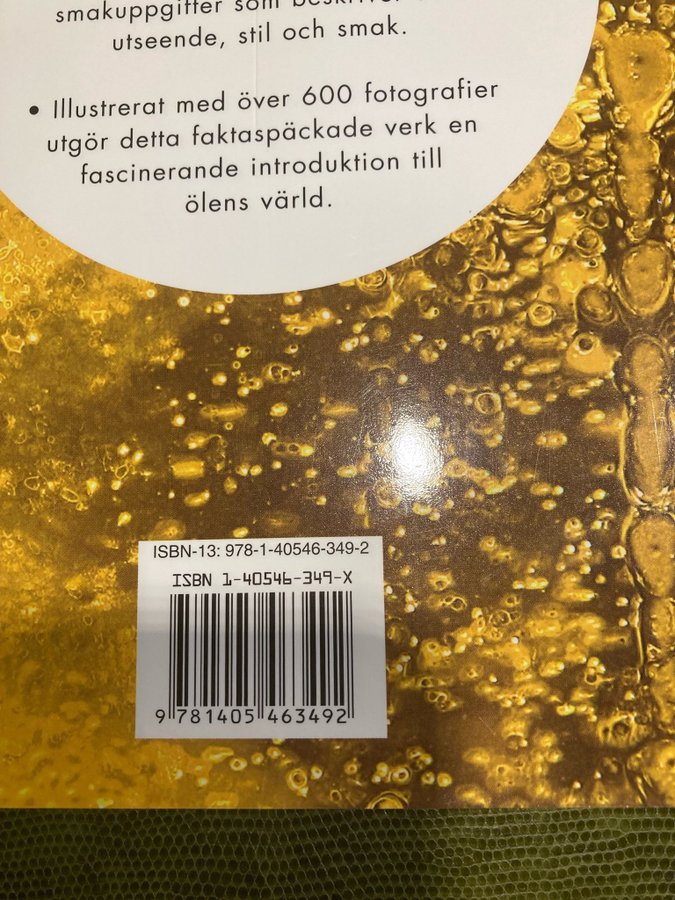 smakuppgifter som beskriver
utseende, stil och smak.
• Illustrerat med över 600 fotografier
utgör detta faktaspäckade verk en
fascinerande introduktion till
ölens värld.
ISBN-13: 978-1-40546-349-2
ISBN 1-40546-349-X
9 781405 463492